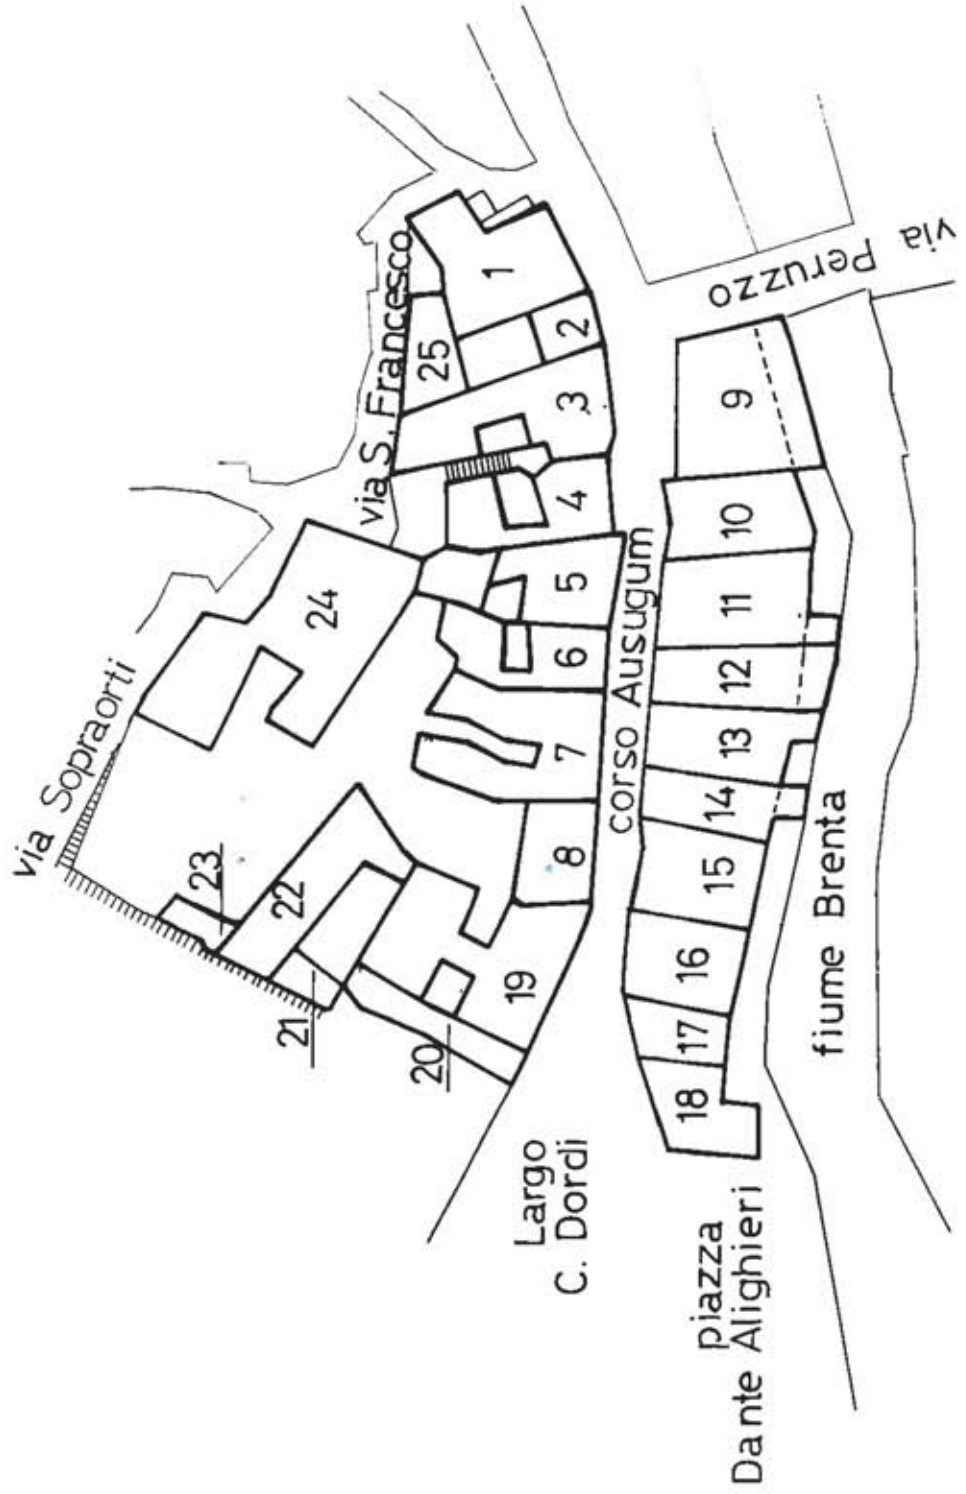 via Sopraorti
via S. Francesco
23
22
21
20
24
25
1
2
3
4
5
6
7
8
19
corso Ausugum
via
Peruzzo
9
10
11
12
13
14
15
16
17
18
Largo
C. Dordi
piazza
Dante Alighieri
fiume Brenta